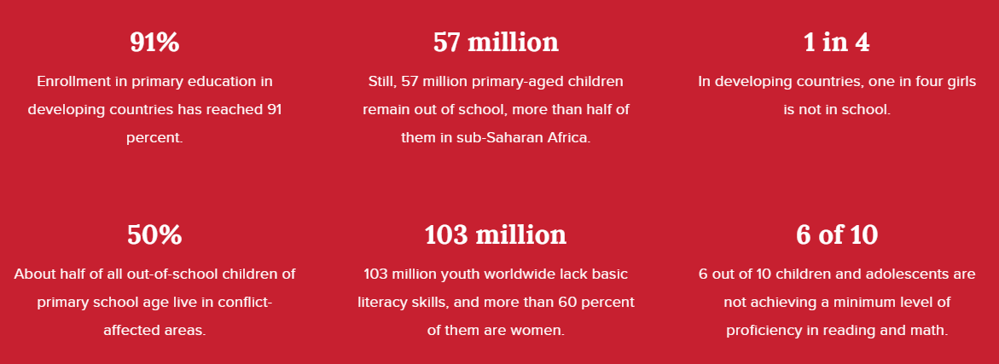 91%
Enrollment in primary education in
developing countries has reached 91
percent.
57 million
Still, 57 million primary-aged children
remain out of school, more than half of
them in sub-Saharan Africa.
1 in 4
In developing countries, one in four girls
is not in school.
50%
About half of all out-of-school children of
primary school age live in conflict-
affected areas.
103 million
103 million youth worldwide lack basic
literacy skills, and more than 60 percent
of them are women.
6 of 10
6 out of 10 children and adolescents are
not achieving a minimum level of
proficiency in reading and math.